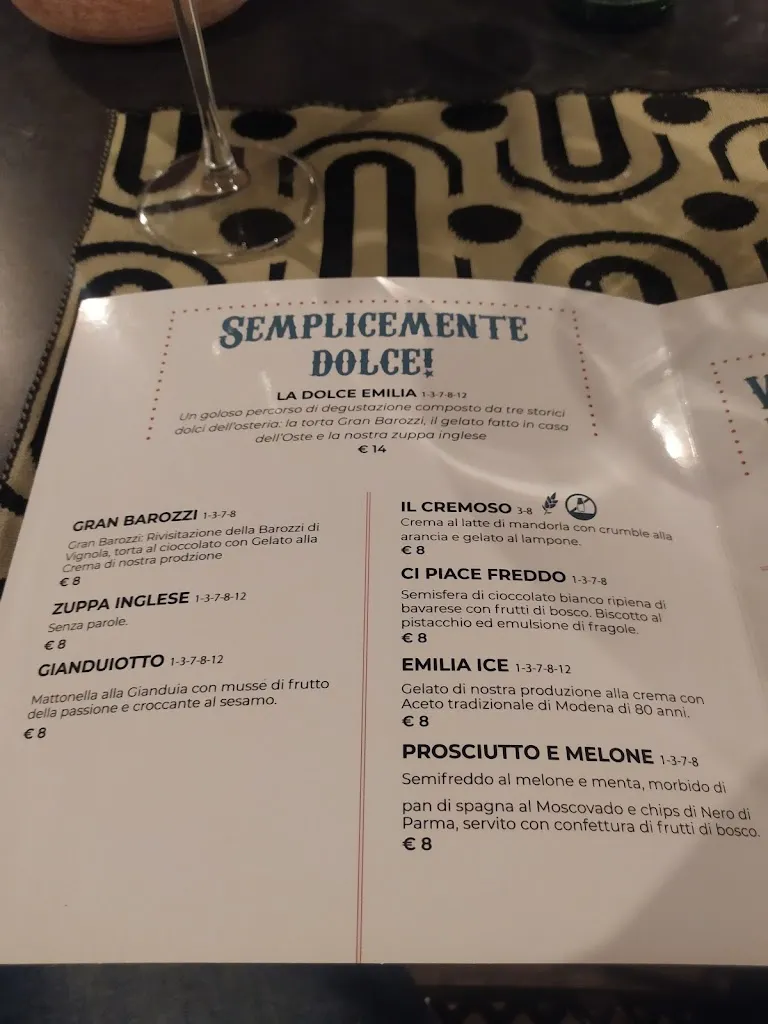 SEMPLICEMENTE
DOLCE!
LA DOLCE EMILIA 1-3-7-8-12
Un goloso percorso di degustazione composto da tre storici
dolci dell'osteria: la torta Gran Barozzi, il gelato fatto in casa
dell'Oste e la nostra zuppa inglese
€ 14
GRAN BAROZZI 1-3-7-8
Gran Barozzi: Rivisitazione della Barozzi di
Vignola, torta al cioccolato con Gelato alla
Crema di nostra prodzione
€ 8
ZUPPA INGLESE 1-3-7-8-12
Senza parole.
€ 8
GIANDUIOTTO 1-3-7-8-12
Mattonella alla Gianduia con musse di frutto
della passione e croccante al sesamo.
€ 8
IL CREMOSO 3-8
Crema al latte di mandorla con crumble alla
arancia e gelato al lampone.
€ 8
CI PIACE FREDDO 1-3-7-8
Semisfera di cioccolato bianco ripiena di
bavarese con frutti di bosco. Biscotto al
pistacchio ed emulsione di fragole.
€ 8
EMILIA ICE 1-3-7-8-12
Gelato di nostra produzione alla crema con
Aceto tradizionale di Modena di 80 anni.
€ 8
PROSCIUTTO E MELONE 1-3-7-8
Semifreddo al melone e menta, morbido di
pan di spagna al Moscovado e chips di Nero di
Parma, servito con confettura di frutti di bosco.
€ 8